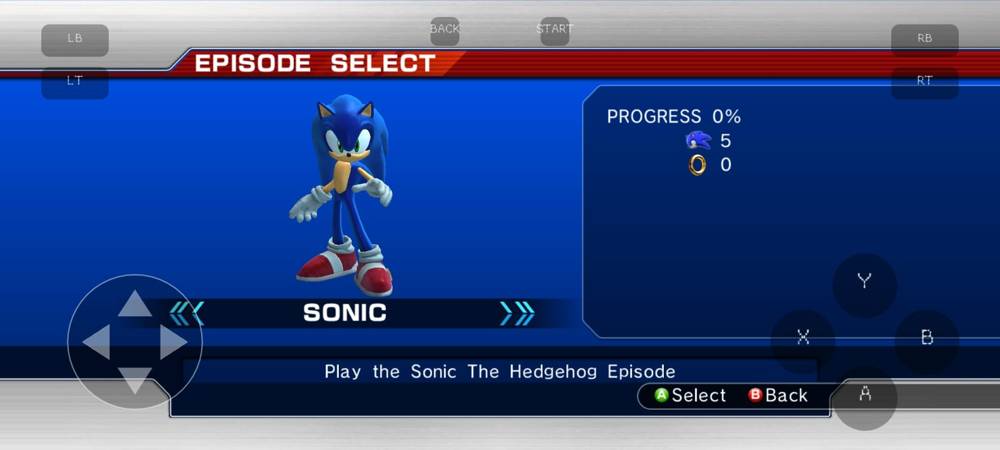 LB
BACK
START
RB
LT
EPISODE SELECT
RT
PROGRESS 0%
5
0
Y
SONIC
X
B
Play the Sonic The Hedgehog Episode
A Select B Back
A